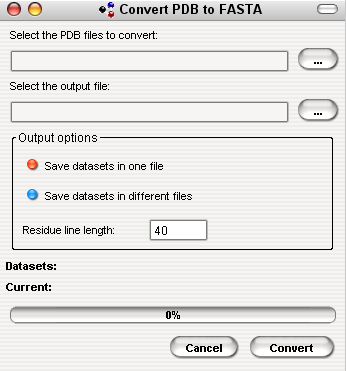 Convert PDB to FASTA
Select the PDB files to convert:
...
Select the output file:
...
Output options
Save datasets in one file
Save datasets in different files
Residue line length: 40
Datasets:
Current:
0%
Cancel Convert